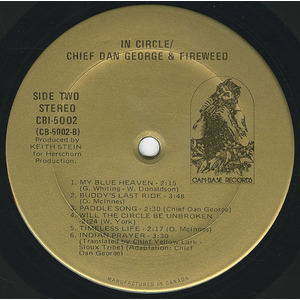 IN CIRCLE/
CHIEF DAN GEORGE & FIREWEED
SIDE TWO
STEREO
CBI-5002
(CB-5002-B)
Produced by
KEITH STEIN
for Herschorn
Production.
CAN-BASE RECORDS
1. MY BLUE HEAVEN - 2:15
(G. Whiting - W. Donaldson)
2. BUDDY'S LAST RIDE - 3:48
(O. McInnes)
3. PADDLE SONG - 2:30 (Chief Dan George)
4. WILL THE CIRCLE BE UNBROKEN
- 2:24 (W. York)
5. TIMELESS LIFE - 2:17 (O. McInnes)
6. INDIAN PRAYER - 3:30
(Translated by Chief Yellow Lark -
Sioux Tribe) (Adaptation: Chief
Dan George)
MANUFACTURED IN CANADA